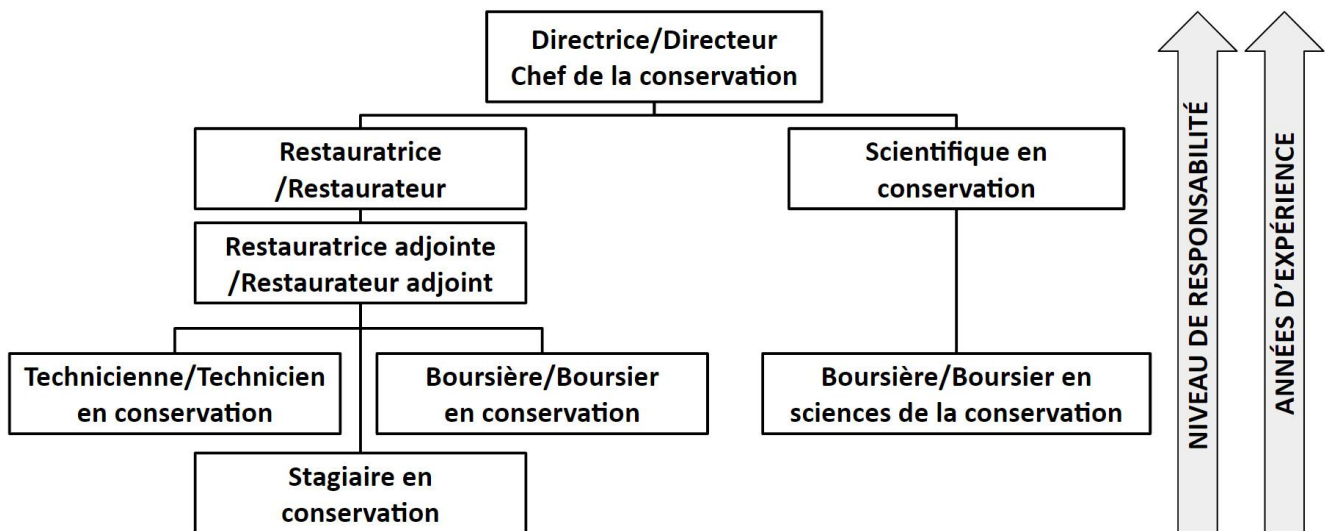 Directrice/Directeur
Chef de la conservation
Restauratrice
/Restaurateur
Scientifique en
conservation
Restauratrice adjointe
/Restaurateur adjoint
Technicienne/Technicien
en conservation
Boursière/Boursier
en conservation
Boursière/Boursier en
sciences de la conservation
Stagiaire en
conservation
NIVEAU DE RESPONSABILITÉ
ANNÉES D’EXPÉRIENCE